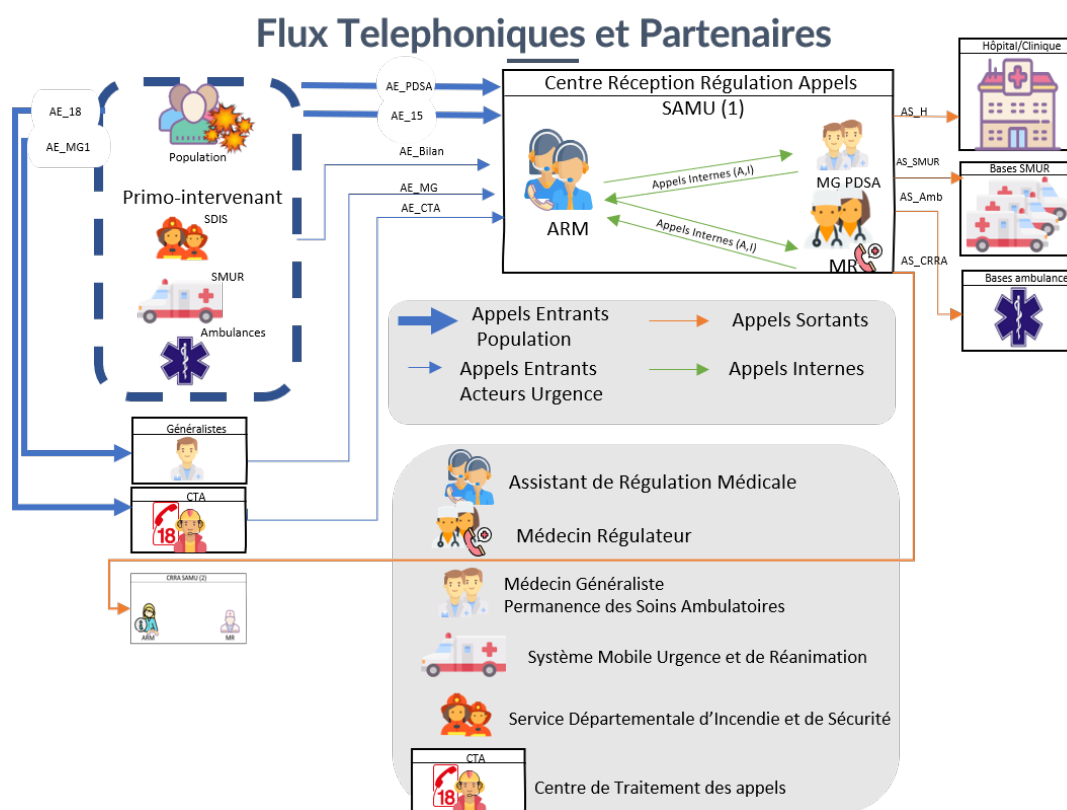 Flux Telephoniques et Partenaires
AE_18
AE_MG1
Population
Primo-intervenant
SDIS
SMUR
Ambulances
AE_PDSA
AE_15
AE_Bilan
AE_MG
AE_CTA
Centre Réception Régulation Appels
SAMU (1)
ARM
Appels Internes (A,I)
Appels Internes (A,I)
MG PDSA
MR
AS_H
AS_SMUR
AS_Amb
AS_CRRA
Hôpital/Clinique
Bases SMUR
Bases ambulance
Appels Entrants
Population
Appels Sortants
Appels Entrants
Acteurs Urgence
Appels Internes
Généralistes
CTA
18
CRRA SAMU (2)
ARM
MR
Assistant de Régulation Médicale
Médecin Régulateur
Médecin Généraliste
Permanence des Soins Ambulatoires
Système Mobile Urgence et de Réanimation
Service Départementale d'Incendie et de Sécurité
CTA
18
Centre de Traitement des appels